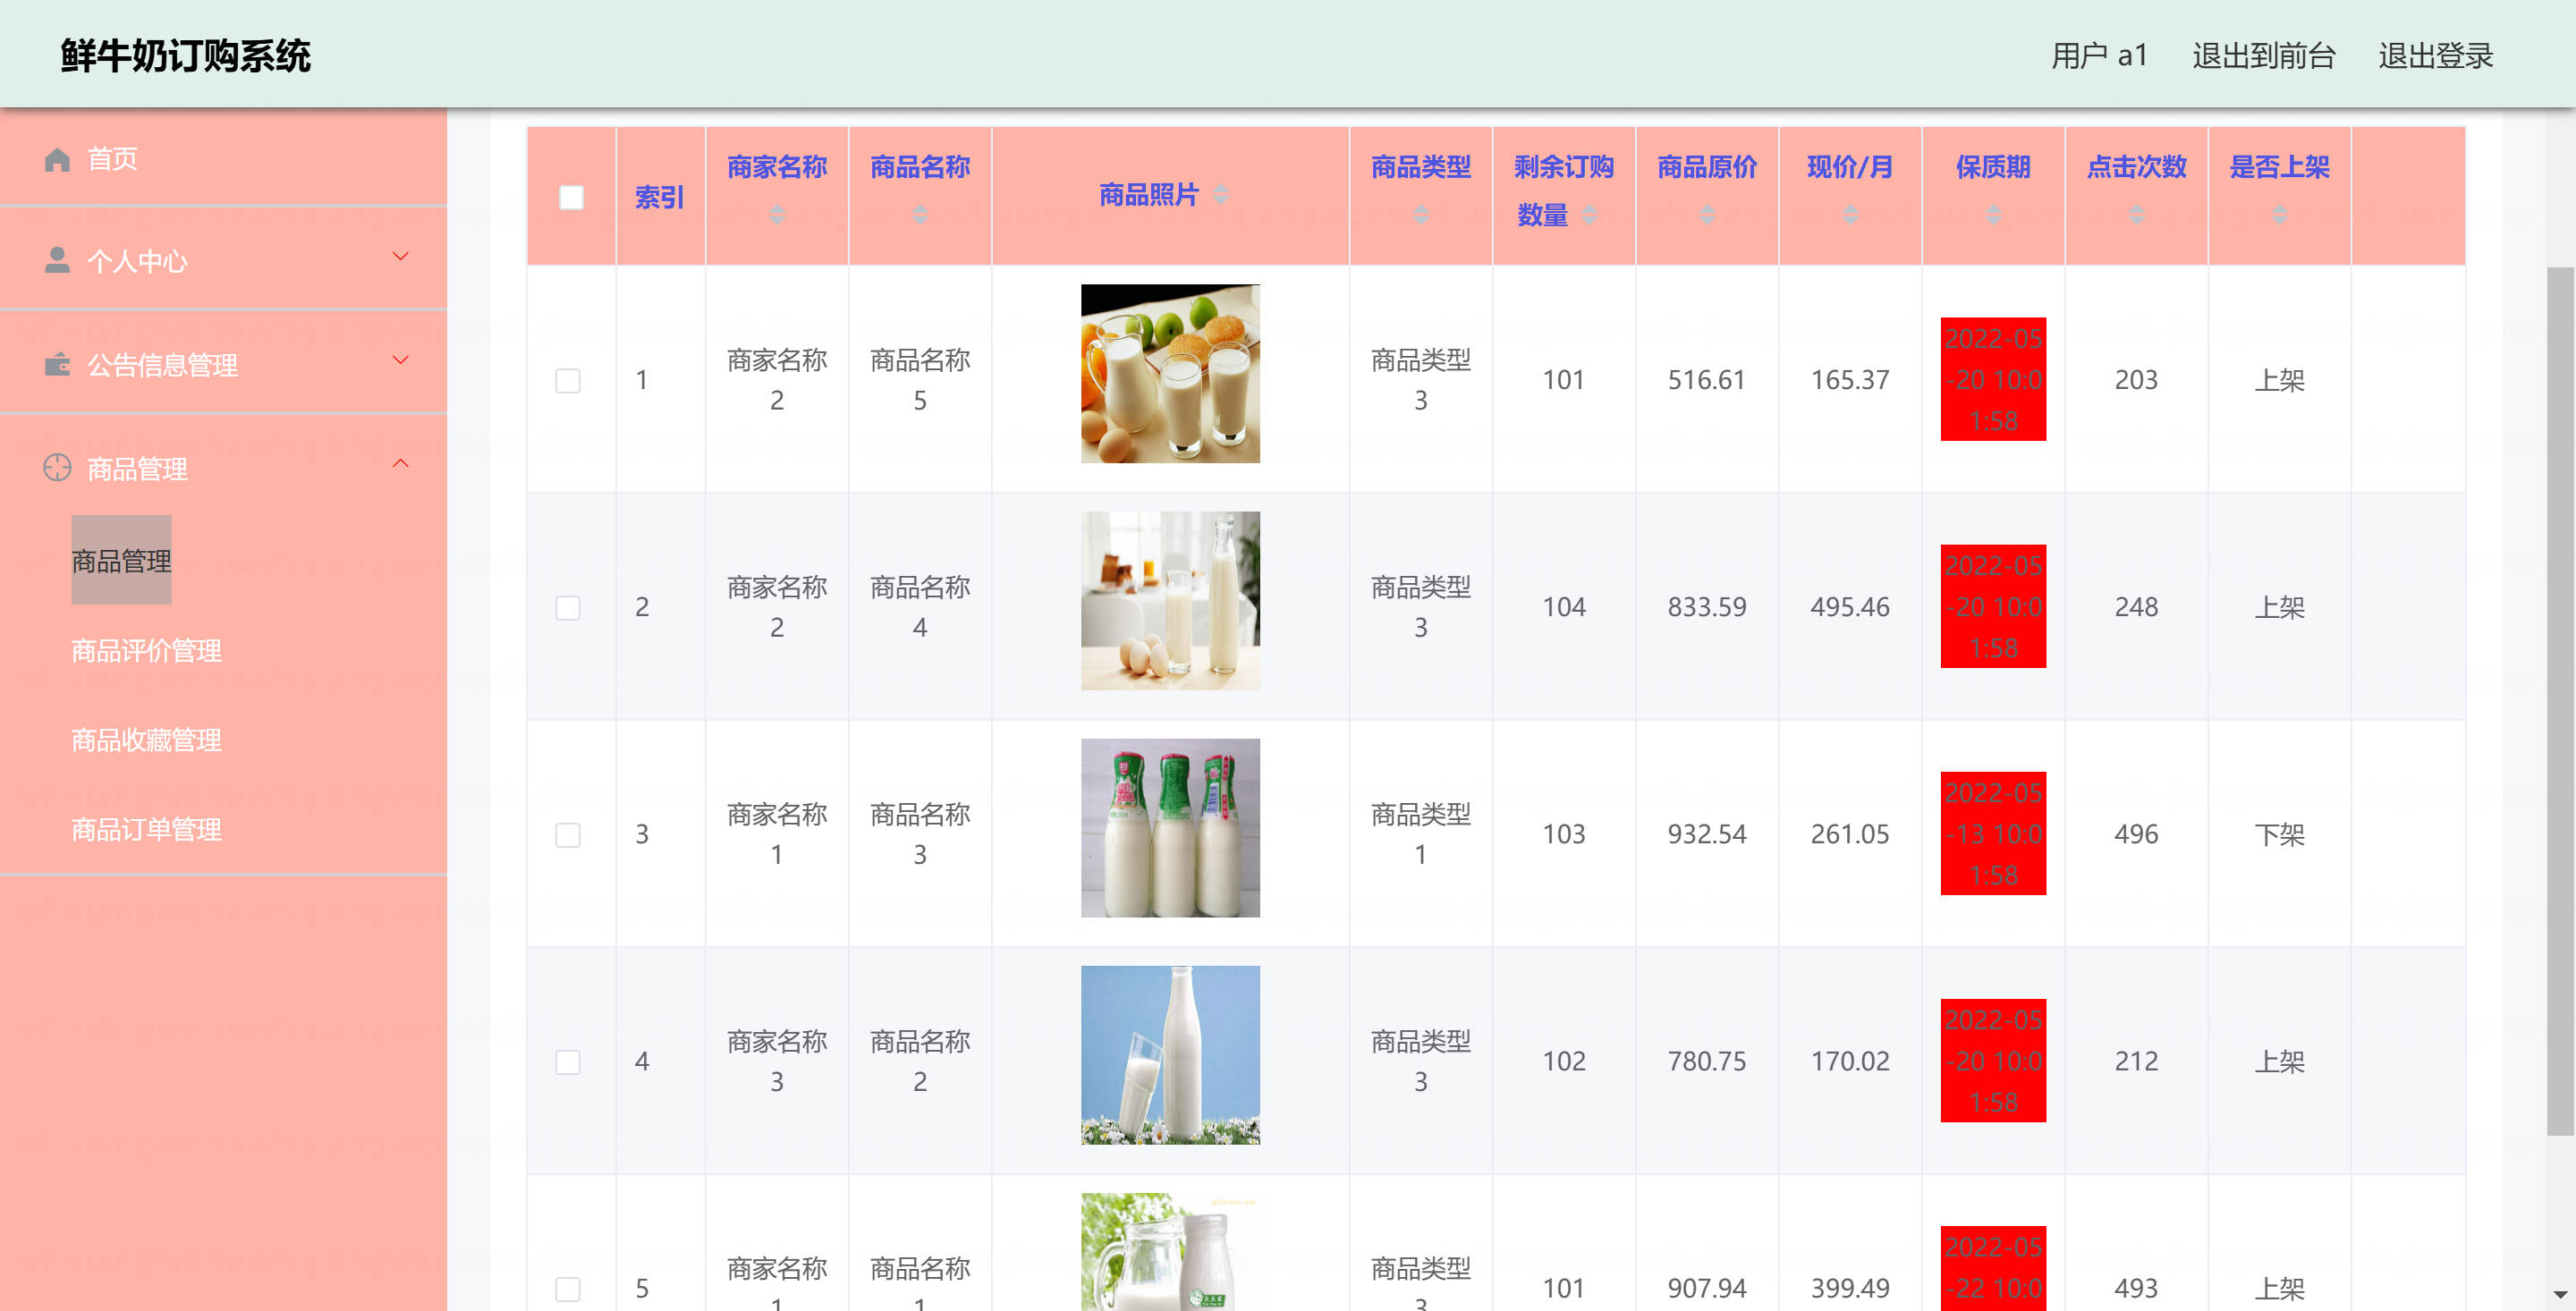 鲜牛奶订购系统
用户 a1
退出到前台
退出登录
首页
个人中心
公告信息管理
商品管理
商品管理
商品评价管理
商品收藏管理
商品订单管理
索引
商家名称
商品名称
商品照片
商品类型
剩余订购
数量
商品原价
现价/月
保质期
点击次数
是否上架
1
商家名称
2
商品名称
5
商品类型
3
101
516.61
165.37
2022-05
-20 10:0
1:58
203
上架
2
商家名称
2
商品名称
4
商品类型
3
104
833.59
495.46
2022-05
-20 10:0
1:58
248
上架
3
商家名称
1
商品名称
3
商品类型
1
103
932.54
261.05
2022-05
-13 10:0
1:58
496
下架
4
商家名称
3
商品名称
2
商品类型
3
102
780.75
170.02
2022-05
-20 10:0
1:58
212
上架
5
商家名称
1
商品名称
1
商品类型
3
101
907.94
399.49
2022-05
-22 10:0
493
上架